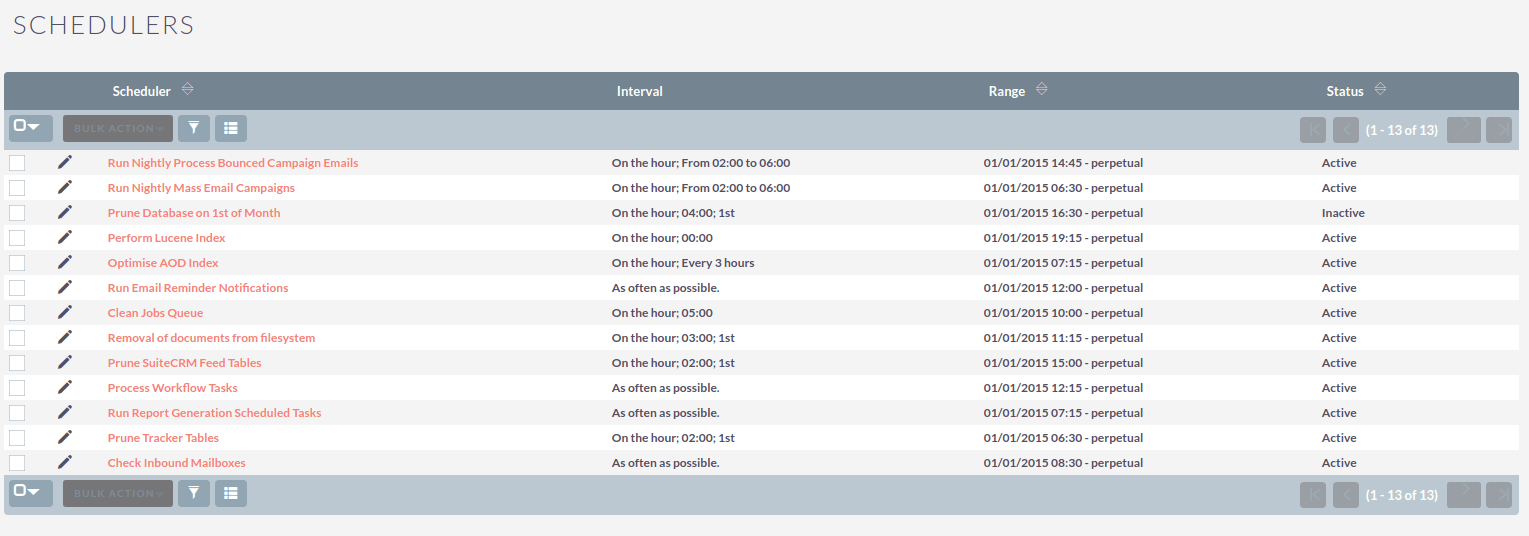 SCHEDULERS
Scheduler Interval Range Status
BULK ACTION (1 - 13 of 13)
Run Nightly Process Bounced Campaign Emails On the hour; From 02:00 to 06:00 01/01/2015 14:45 - perpetual Active
Run Nightly Mass Email Campaigns On the hour; From 02:00 to 06:00 01/01/2015 06:30 - perpetual Active
Prune Database on 1st of Month On the hour; 04:00; 1st 01/01/2015 16:30 - perpetual Inactive
Perform Lucene Index On the hour; 00:00 01/01/2015 19:15 - perpetual Active
Optimise AOD Index On the hour; Every 3 hours 01/01/2015 07:15 - perpetual Active
Run Email Reminder Notifications As often as possible. 01/01/2015 12:00 - perpetual Active
Clean Jobs Queue On the hour; 05:00 01/01/2015 10:00 - perpetual Active
Removal of documents from filesystem On the hour; 03:00; 1st 01/01/2015 11:15 - perpetual Active
Prune SuiteCRM Feed Tables On the hour; 02:00; 1st 01/01/2015 15:00 - perpetual Active
Process Workflow Tasks As often as possible. 01/01/2015 12:15 - perpetual Active
Run Report Generation Scheduled Tasks As often as possible. 01/01/2015 07:15 - perpetual Active
Prune Tracker Tables On the hour; 02:00; 1st 01/01/2015 06:30 - perpetual Active
Check Inbound Mailboxes As often as possible. 01/01/2015 08:30 - perpetual Active
BULK ACTION (1 - 13 of 13)